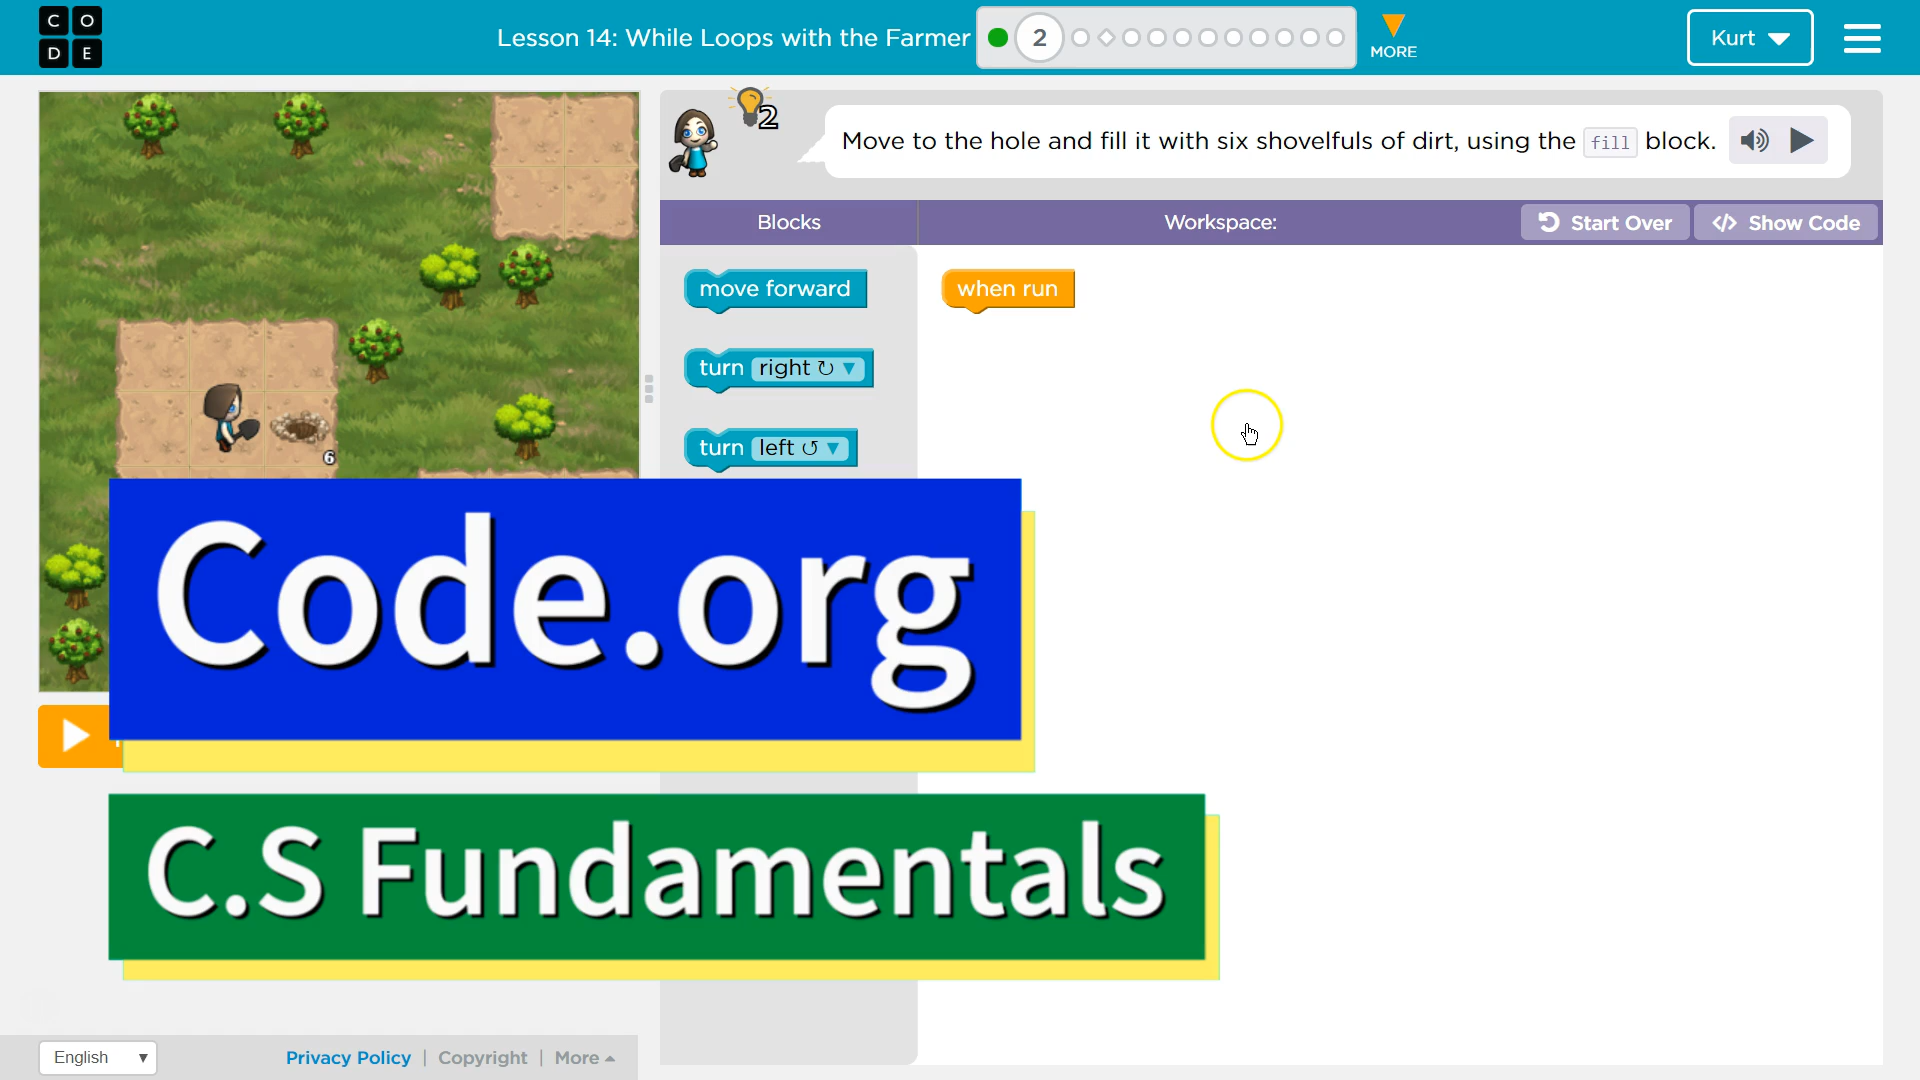 C O
D E
Lesson 14: While Loops with the Farmer
2
MORE
Kurt
2
Move to the hole and fill it with six shovelfuls of dirt, using the fill block.
Blocks
Workspace:
Start Over
Show Code
move forward
when run
turn right
turn left
6
Code.org
C.S Fundamentals
English
Privacy Policy | Copyright | More